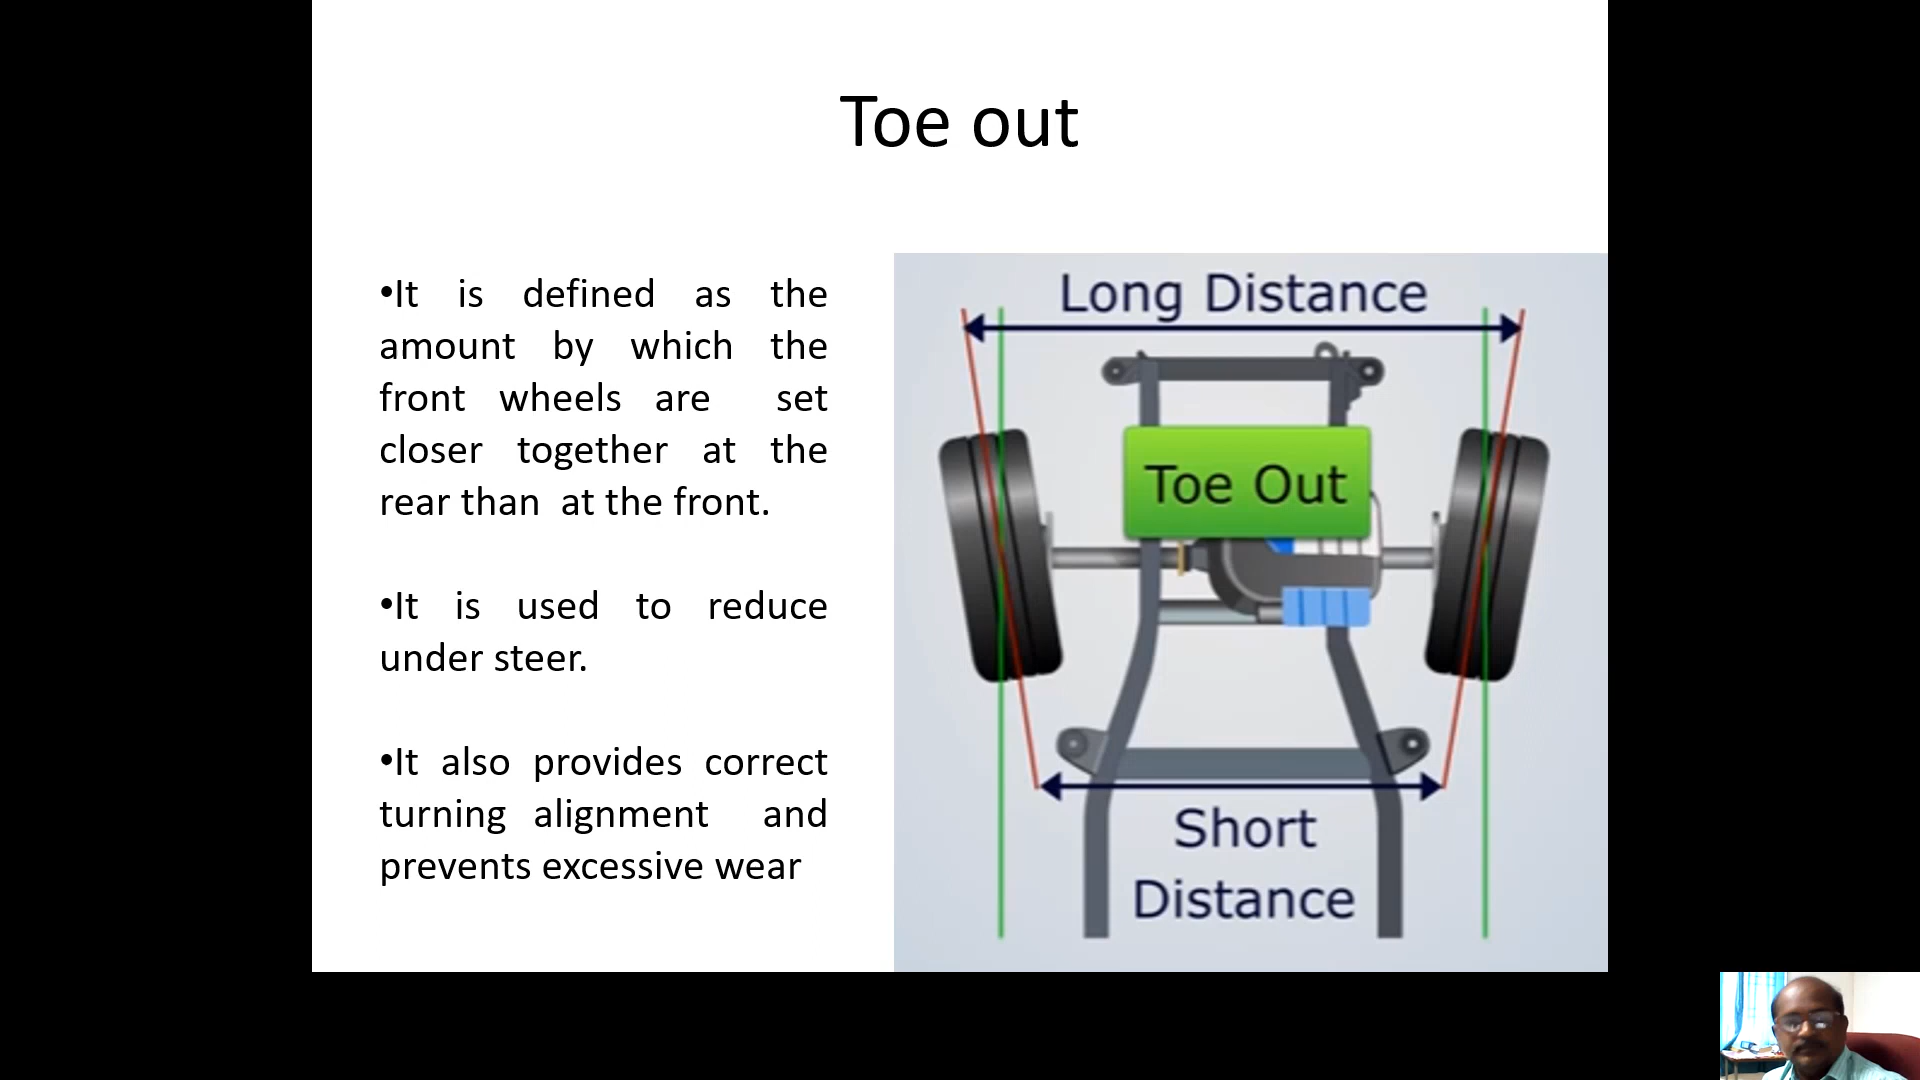 Toe out
•It is defined as the
amount by which the
front wheels are set
closer together at the
rear than at the front.
•It is used to reduce
under steer.
•It also provides correct
turning alignment and
prevents excessive wear
Long Distance
Toe Out
Short
Distance